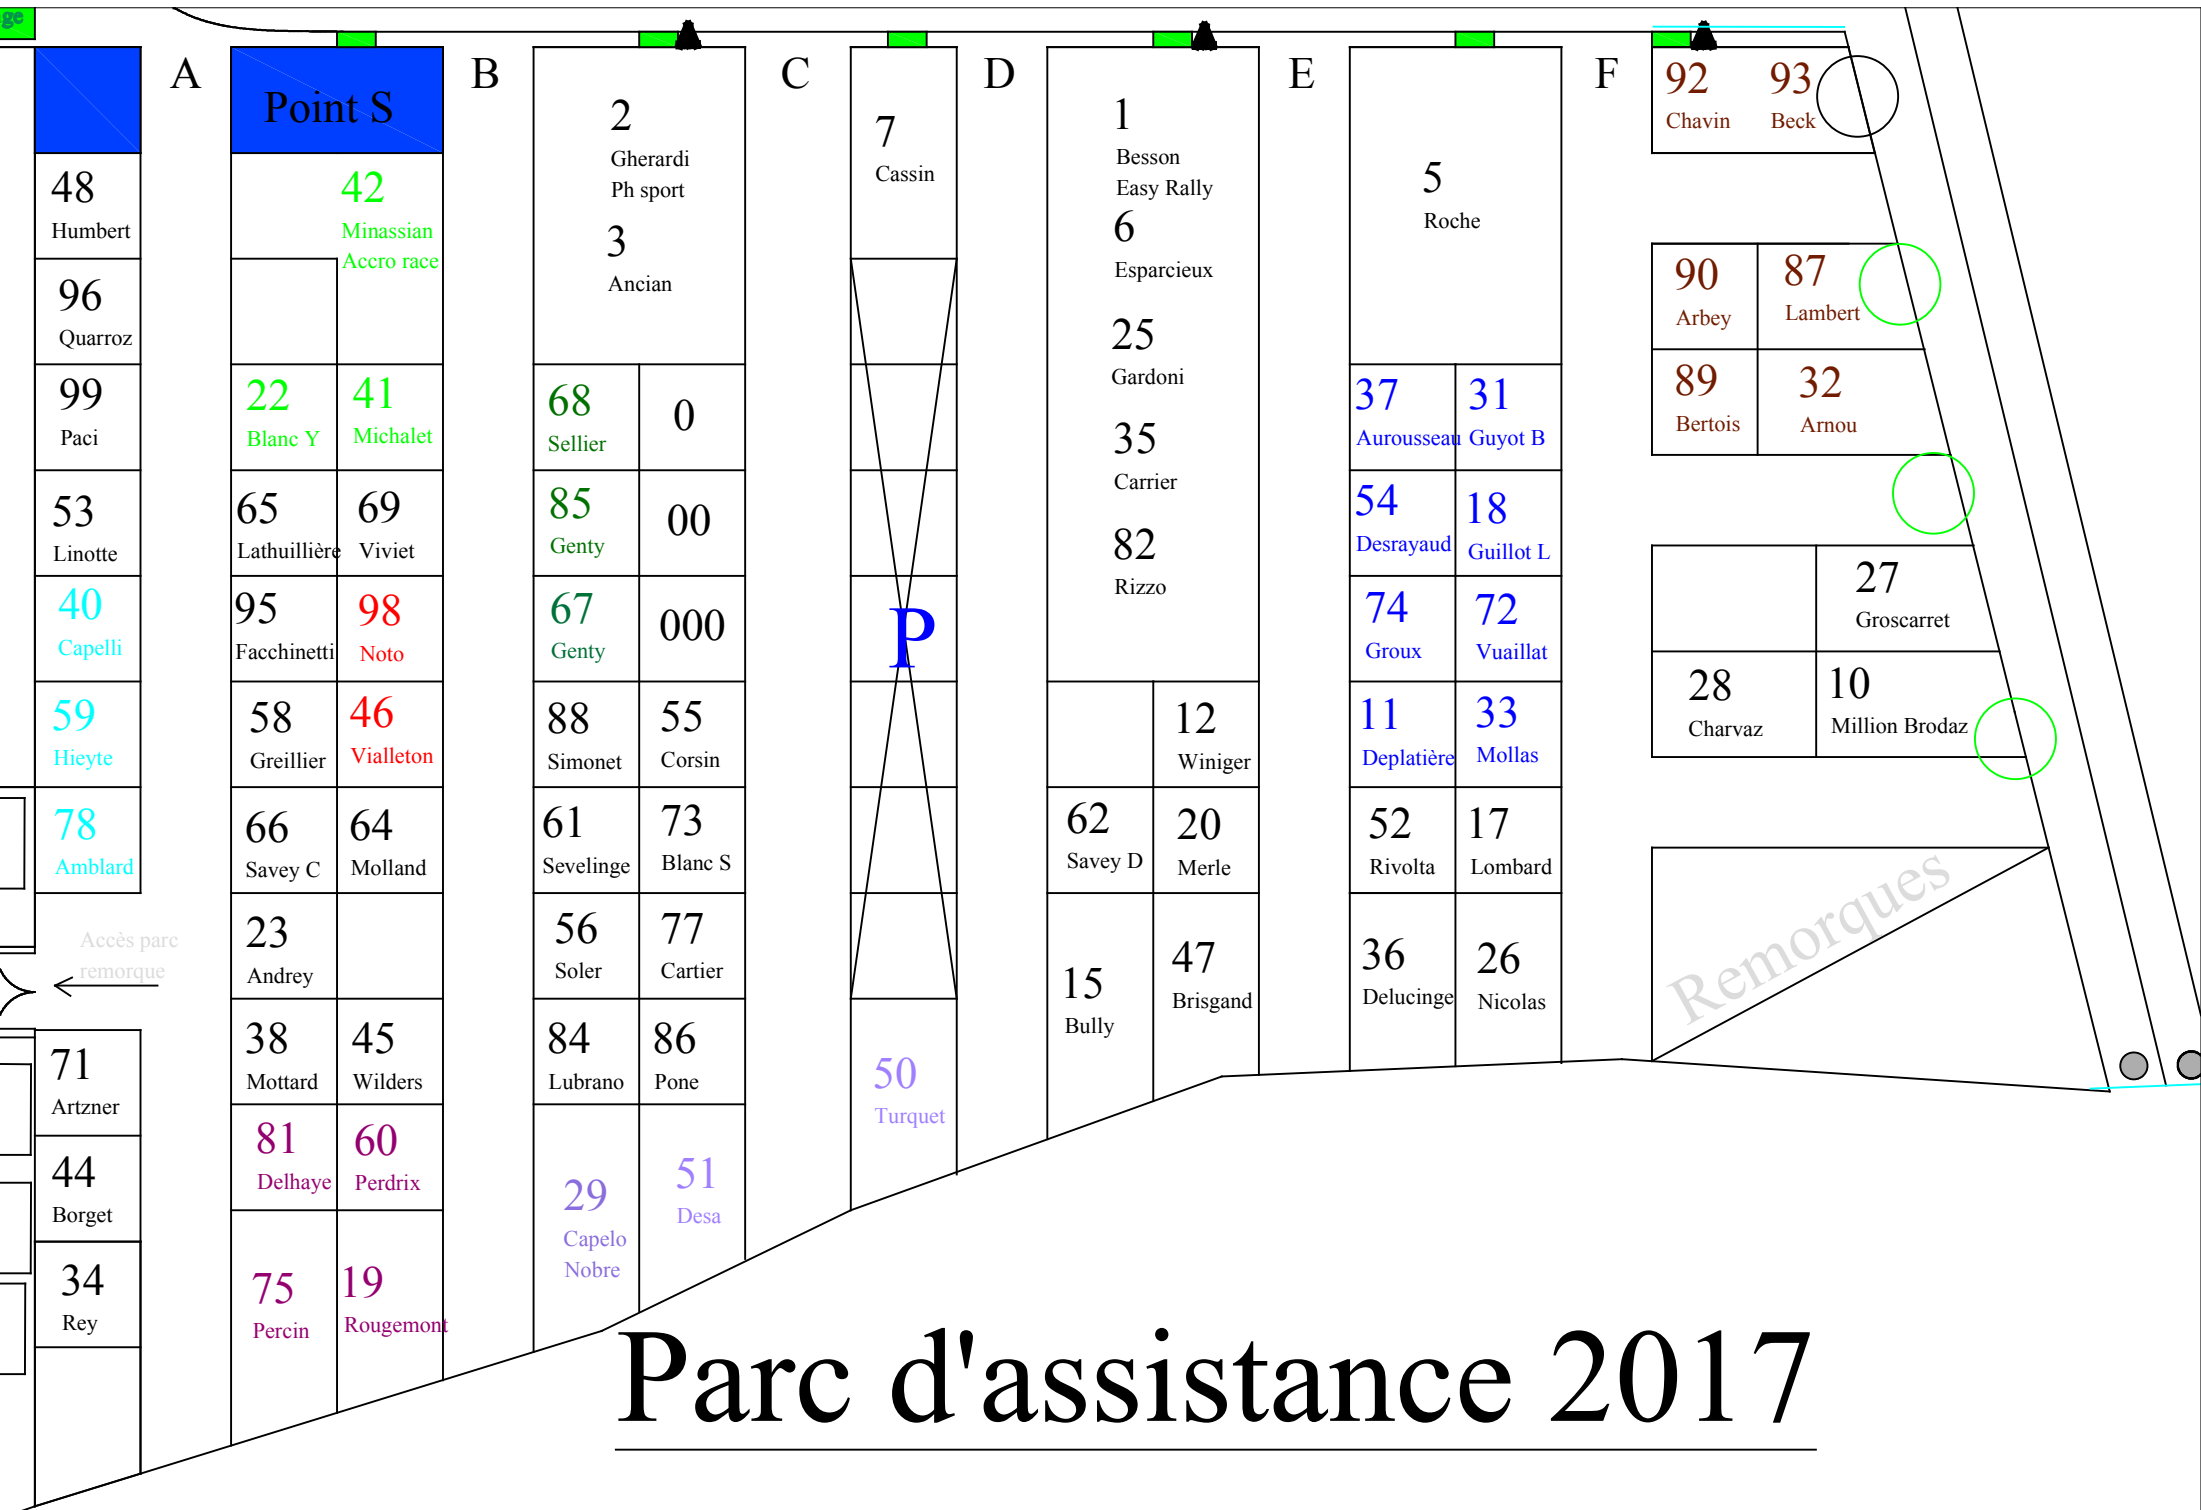 ge
A
B
C
D
E
F
Point S
48
Humbert
96
Quarroz
99
Paci
53
Linotte
40
Capelli
59
Hieyte
78
Amblard
Accès parc
remorque
71
Artzner
44
Borget
34
Rey
42
Minassian
Accro race
22
Blanc Y
41
Michalet
65
Lathuillière
69
Viviet
95
Facchinetti
98
Noto
58
Greillier
46
Vialleton
66
Savey C
64
Molland
23
Andrey
38
Mottard
45
Wilders
81
Delhaye
60
Perdrix
75
Percin
19
Rougemont
2
Gherardi
Ph sport
3
Ancian
68
Sellier
0
85
Genty
00
67
Genty
000
88
Simonet
55
Corsin
61
Sevelinge
73
Blanc S
56
Soler
77
Cartier
84
Lubrano
86
Pone
29
Capelo
Nobre
51
Desa
7
Cassin
P
50
Turquet
1
Besson
Easy Rally
6
Esparcieux
25
Gardoni
35
Carrier
82
Rizzo
12
Winiger
62
Savey D
20
Merle
15
Bully
47
Brisgand
5
Roche
37
Aurousseau
31
Guyot B
54
Desrayaud
18
Guillot L
74
Groux
72
Vuaillat
11
Deplatière
33
Mollas
52
Rivolta
17
Lombard
36
Delucinge
26
Nicolas
92
Chavin
93
Beck
90
Arbey
87
Lambert
89
Bertois
32
Arnou
27
Groscarret
28
Charvaz
10
Million Brodaz
Remorques
Parc d'assistance 2017